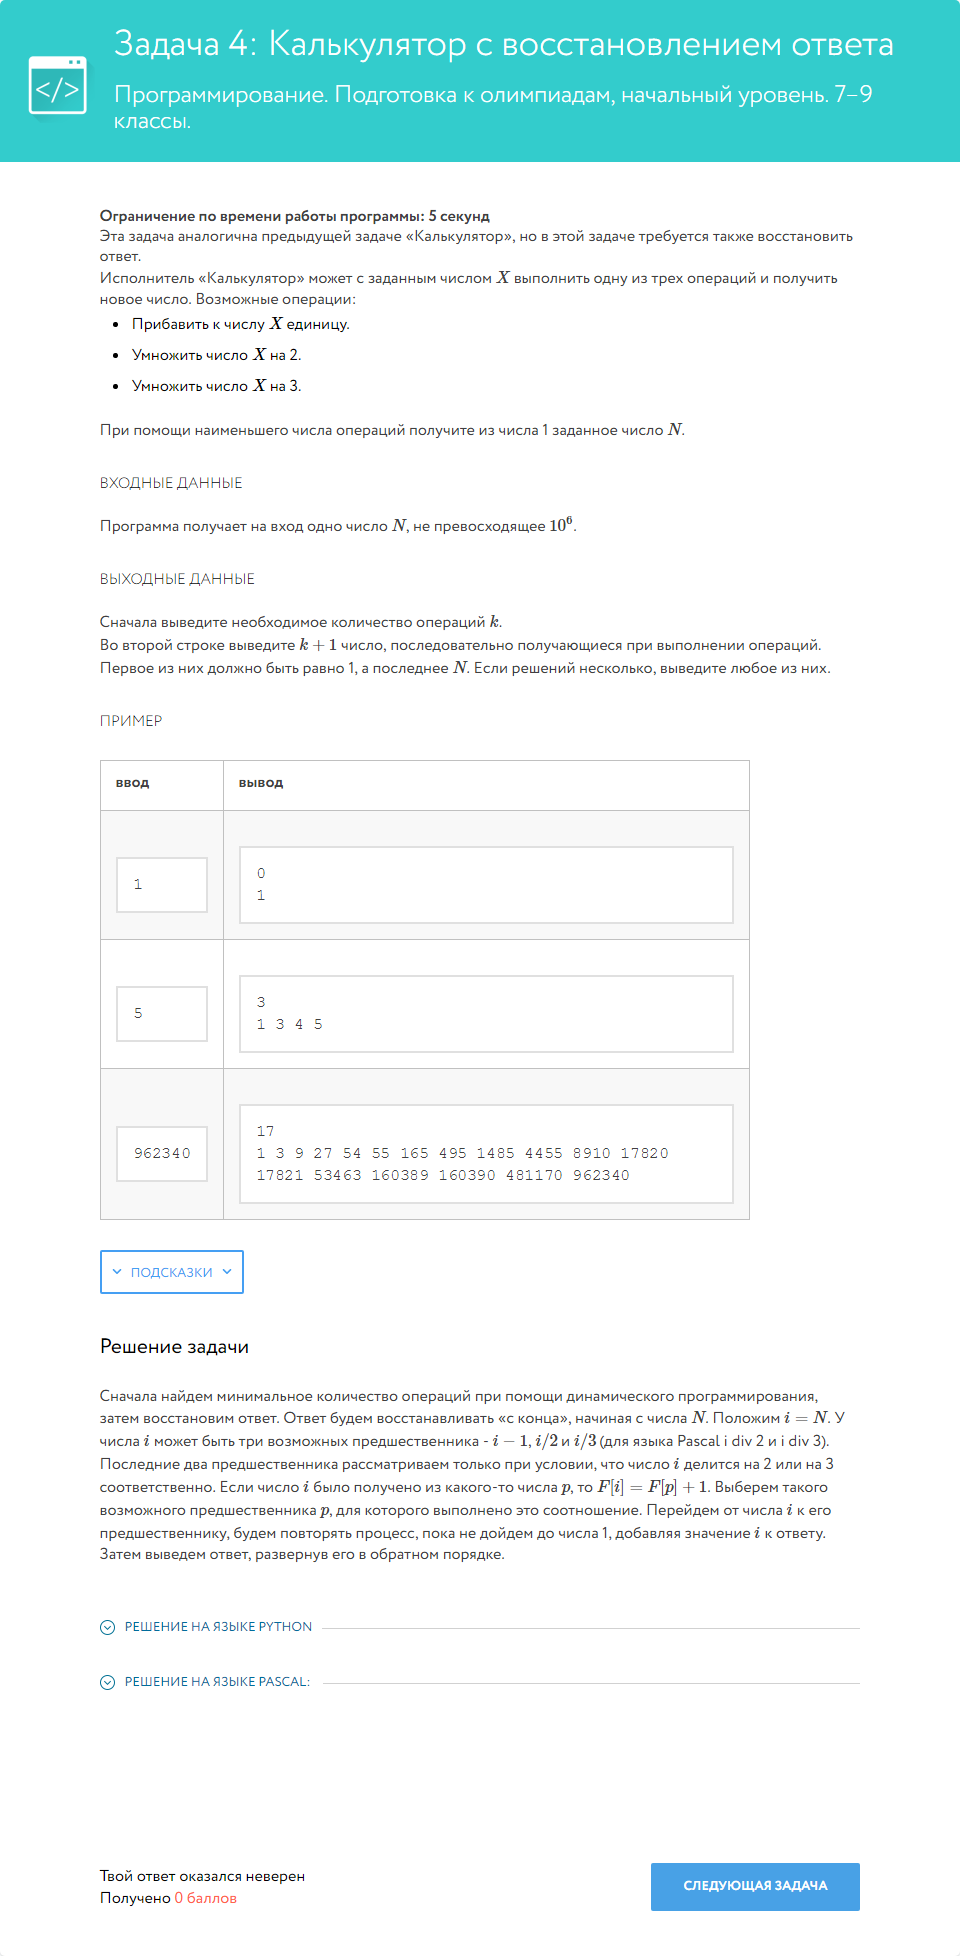 Задача 4: Калькулятор с восстановлением ответа
</>
Программирование. Подготовка к олимпиадам, начальный уровень. 7–9
классы.
Ограничение по времени работы программы: 5 секунд
Эта задача аналогична предыдущей задаче «Калькулятор», но в этой задаче требуется также восстановить
ответ.
Исполнитель «Калькулятор» может с заданным числом X выполнить одну из трех операций и получить
новое число. Возможные операции:
• Прибавить к числу X единицу.
• Умножить число X на 2.
• Умножить число X на 3.
При помощи наименьшего числа операций получите из числа 1 заданное число N.
ВХОДНЫЕ ДАННЫЕ
Программа получает на вход одно число N, не превосходящее 10⁶.
ВЫХОДНЫЕ ДАННЫЕ
Сначала выведите необходимое количество операций k.
Во второй строке выведите k + 1 число, последовательно получающиеся при выполнении операций.
Первое из них должно быть равно 1, а последнее N. Если решений несколько, выведите любое из них.
ПРИМЕР
ввод вывод
1
0
1
5
3
1 3 4 5
962340
17
1 3 9 27 54 55 165 495 1485 4455 8910 17820
17821 53463 160389 160390 481170 962340
ПОДСКАЗКИ
Решение задачи
Сначала найдем минимальное количество операций при помощи динамического программирования,
затем восстановим ответ. Ответ будем восстанавливать «с конца», начиная с числа N. Положим i = N. У
числа i может быть три возможных предшественника - i − 1, i/2 и i/3 (для языка Pascal i div 2 и i div 3).
Последние два предшественника рассматриваем только при условии, что число i делится на 2 или на 3
соответственно. Если число i было получено из какого-то числа p, то F[i] = F[p] + 1. Выберем такого
возможного предшественника p, для которого выполнено это соотношение. Перейдем от числа i к его
предшественнику, будем повторять процесс, пока не дойдем до числа 1, добавляя значение i к ответу.
Затем выведем ответ, развернув его в обратном порядке.
РЕШЕНИЕ НА ЯЗЫКЕ PYTHON
РЕШЕНИЕ НА ЯЗЫКЕ PASCAL:
Твой ответ оказался неверен
Получено 0 баллов
СЛЕДУЮЩАЯ ЗАДАЧА